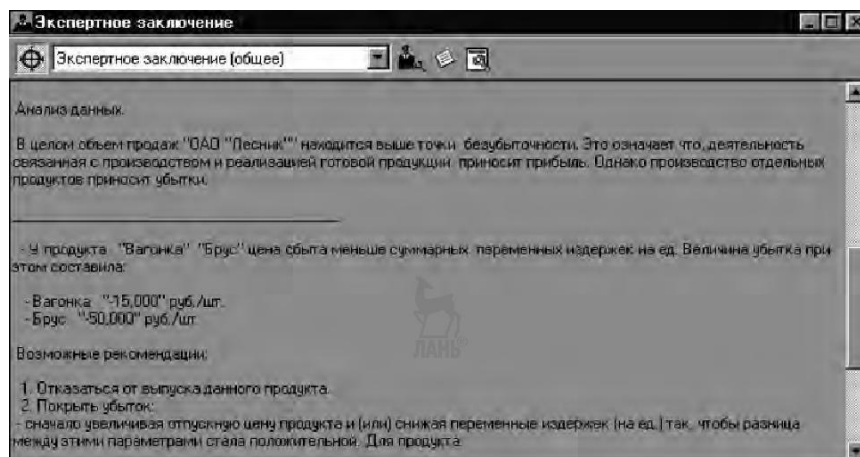 Экспертное заключение
Экспертное заключение (общее)
Анализ данных.
В целом объем продаж "ОАО "Лесник"" находится выше точки безубыточности. Это означает что, деятельность
связанная с производством и реализацией готовой продукции приносит прибыль. Однако производство отдельных
продуктов приносит убытки.
- У продукта "Вагонка" "Брус" цена сбыта меньше суммарных переменных издержек на ед. Величина убытка при
этом составила:
- Вагонка "-15,000" руб./шт.
- Брус "-50,000" руб./шт.
ЛАНЬ®
Возможные рекомендации:
1. Отказаться от выпуска данного продукта.
2. Покрыть убыток:
- сначало увеличивая отпускную цену продукта и (или) снижая переменные издержек (на ед.) так, чтобы разница
между этими параметрами стала положительной. Для продукта